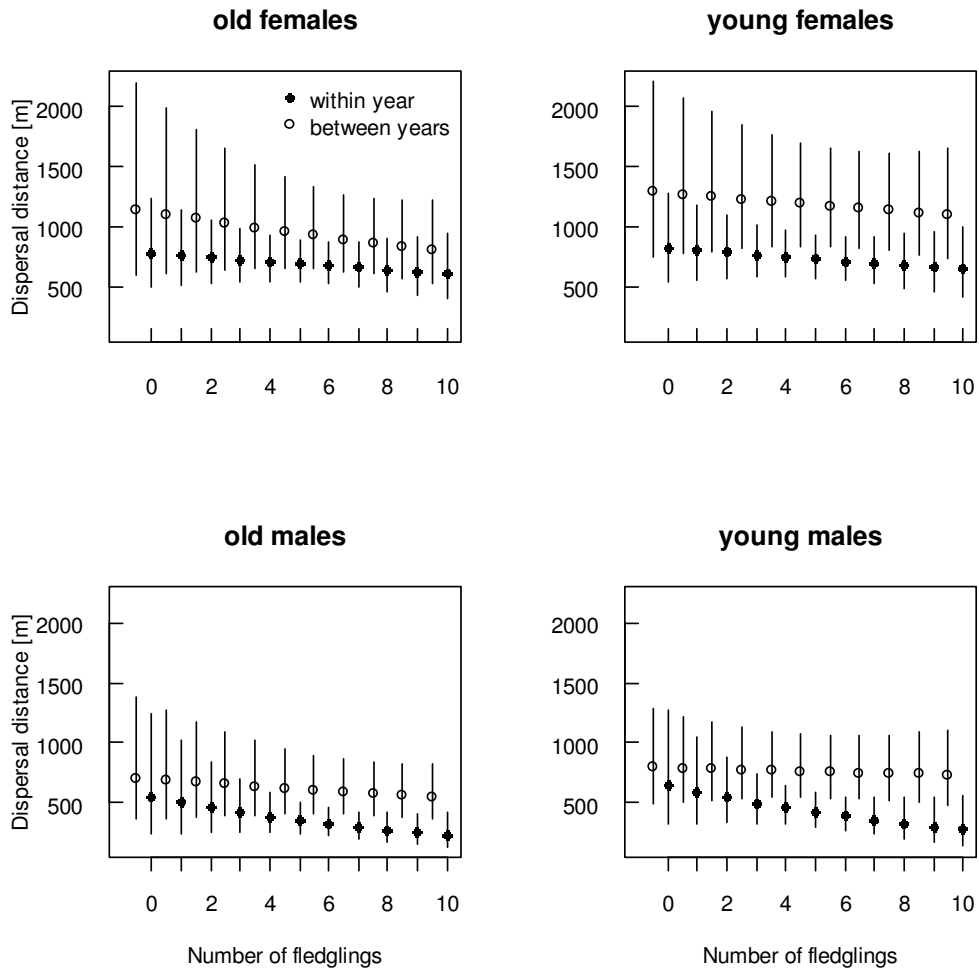 old females
young females
Dispersal distance [m]
2000
1500
1000
500
within year
between years
0 2 4 6 8 10
2000
1500
1000
500
0 2 4 6 8 10
old males
young males
Dispersal distance [m]
2000
1500
1000
500
0 2 4 6 8 10
Number of fledglings
2000
1500
1000
500
0 2 4 6 8 10
Number of fledglings